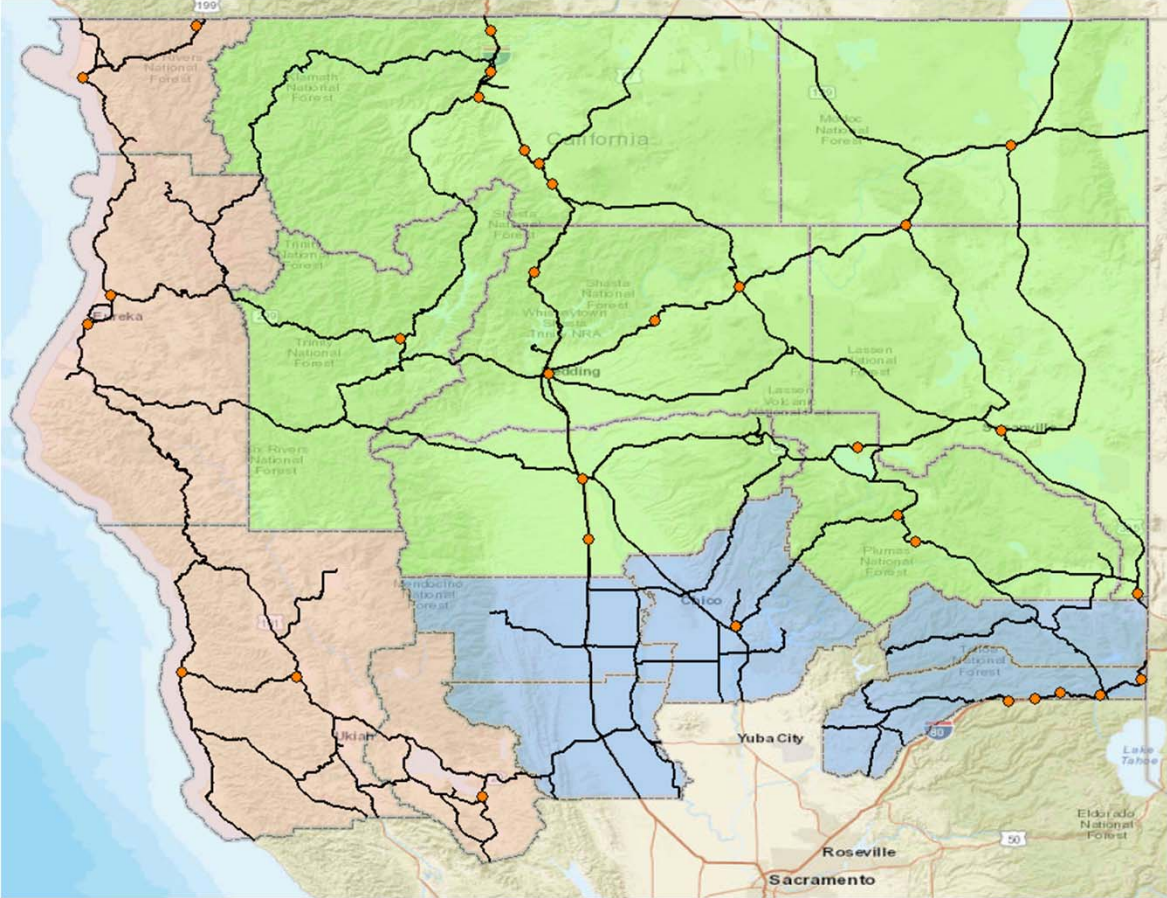 199
National
Forest
Klamath
National
Forest
California
139
Modoc
National
Forest
Shasta
National
Forest
Trinity
National
Forest
Shasta
National
Forest
Whiskeytown
Shasta
Trinity NRA
Eureka
Trinity
National
Forest
Redding
Lassen
National
Forest
Lassen
Volcanic
Susanville
Six Rivers
National
Forest
Plumas
National
Forest
Mendocino
National
Forest
Chico
101
Tahoe
National
Forest
Ukiah
Yuba City
80
Lake
Tahoe
Eldorado
National
Forest
50
Roseville
Sacramento